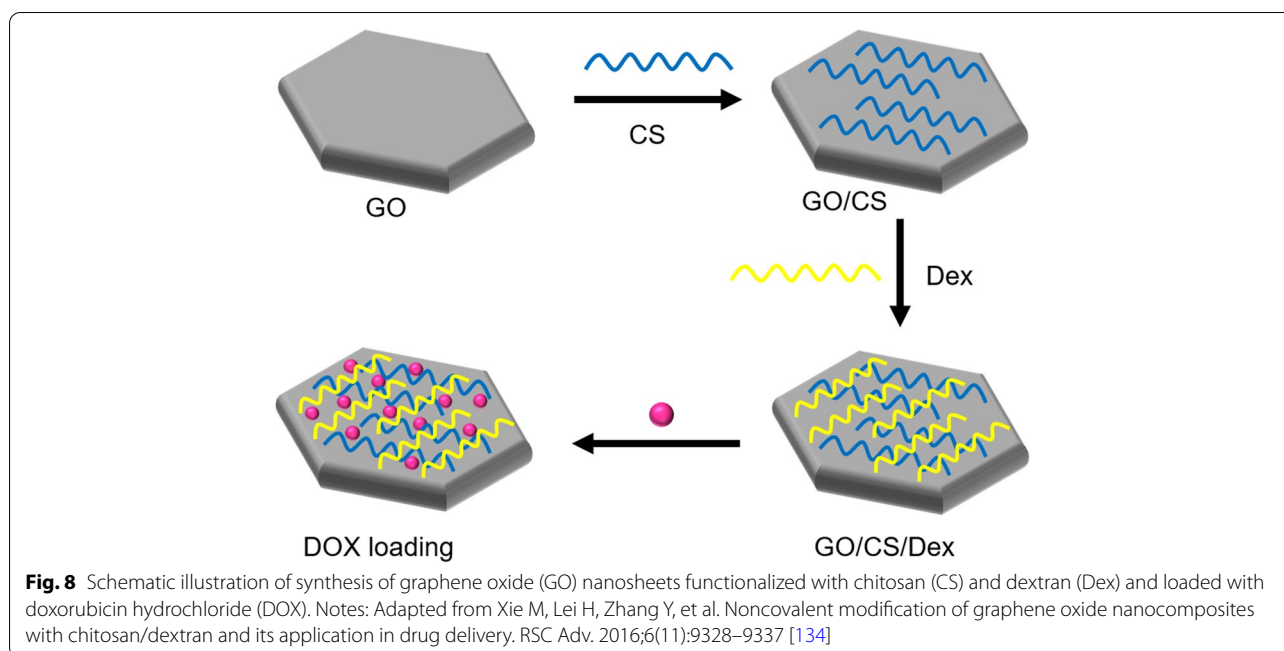 CS
GO
GO/CS
Dex
DOX loading
GO/CS/Dex
Fig. 8 Schematic illustration of synthesis of graphene oxide (GO) nanosheets functionalized with chitosan (CS) and dextran (Dex) and loaded with
doxorubicin hydrochloride (DOX). Notes: Adapted from Xie M, Lei H, Zhang Y, et al. Noncovalent modification of graphene oxide nanocomposites
with chitosan/dextran and its application in drug delivery. RSC Adv. 2016;6(11):9328–9337 [134]